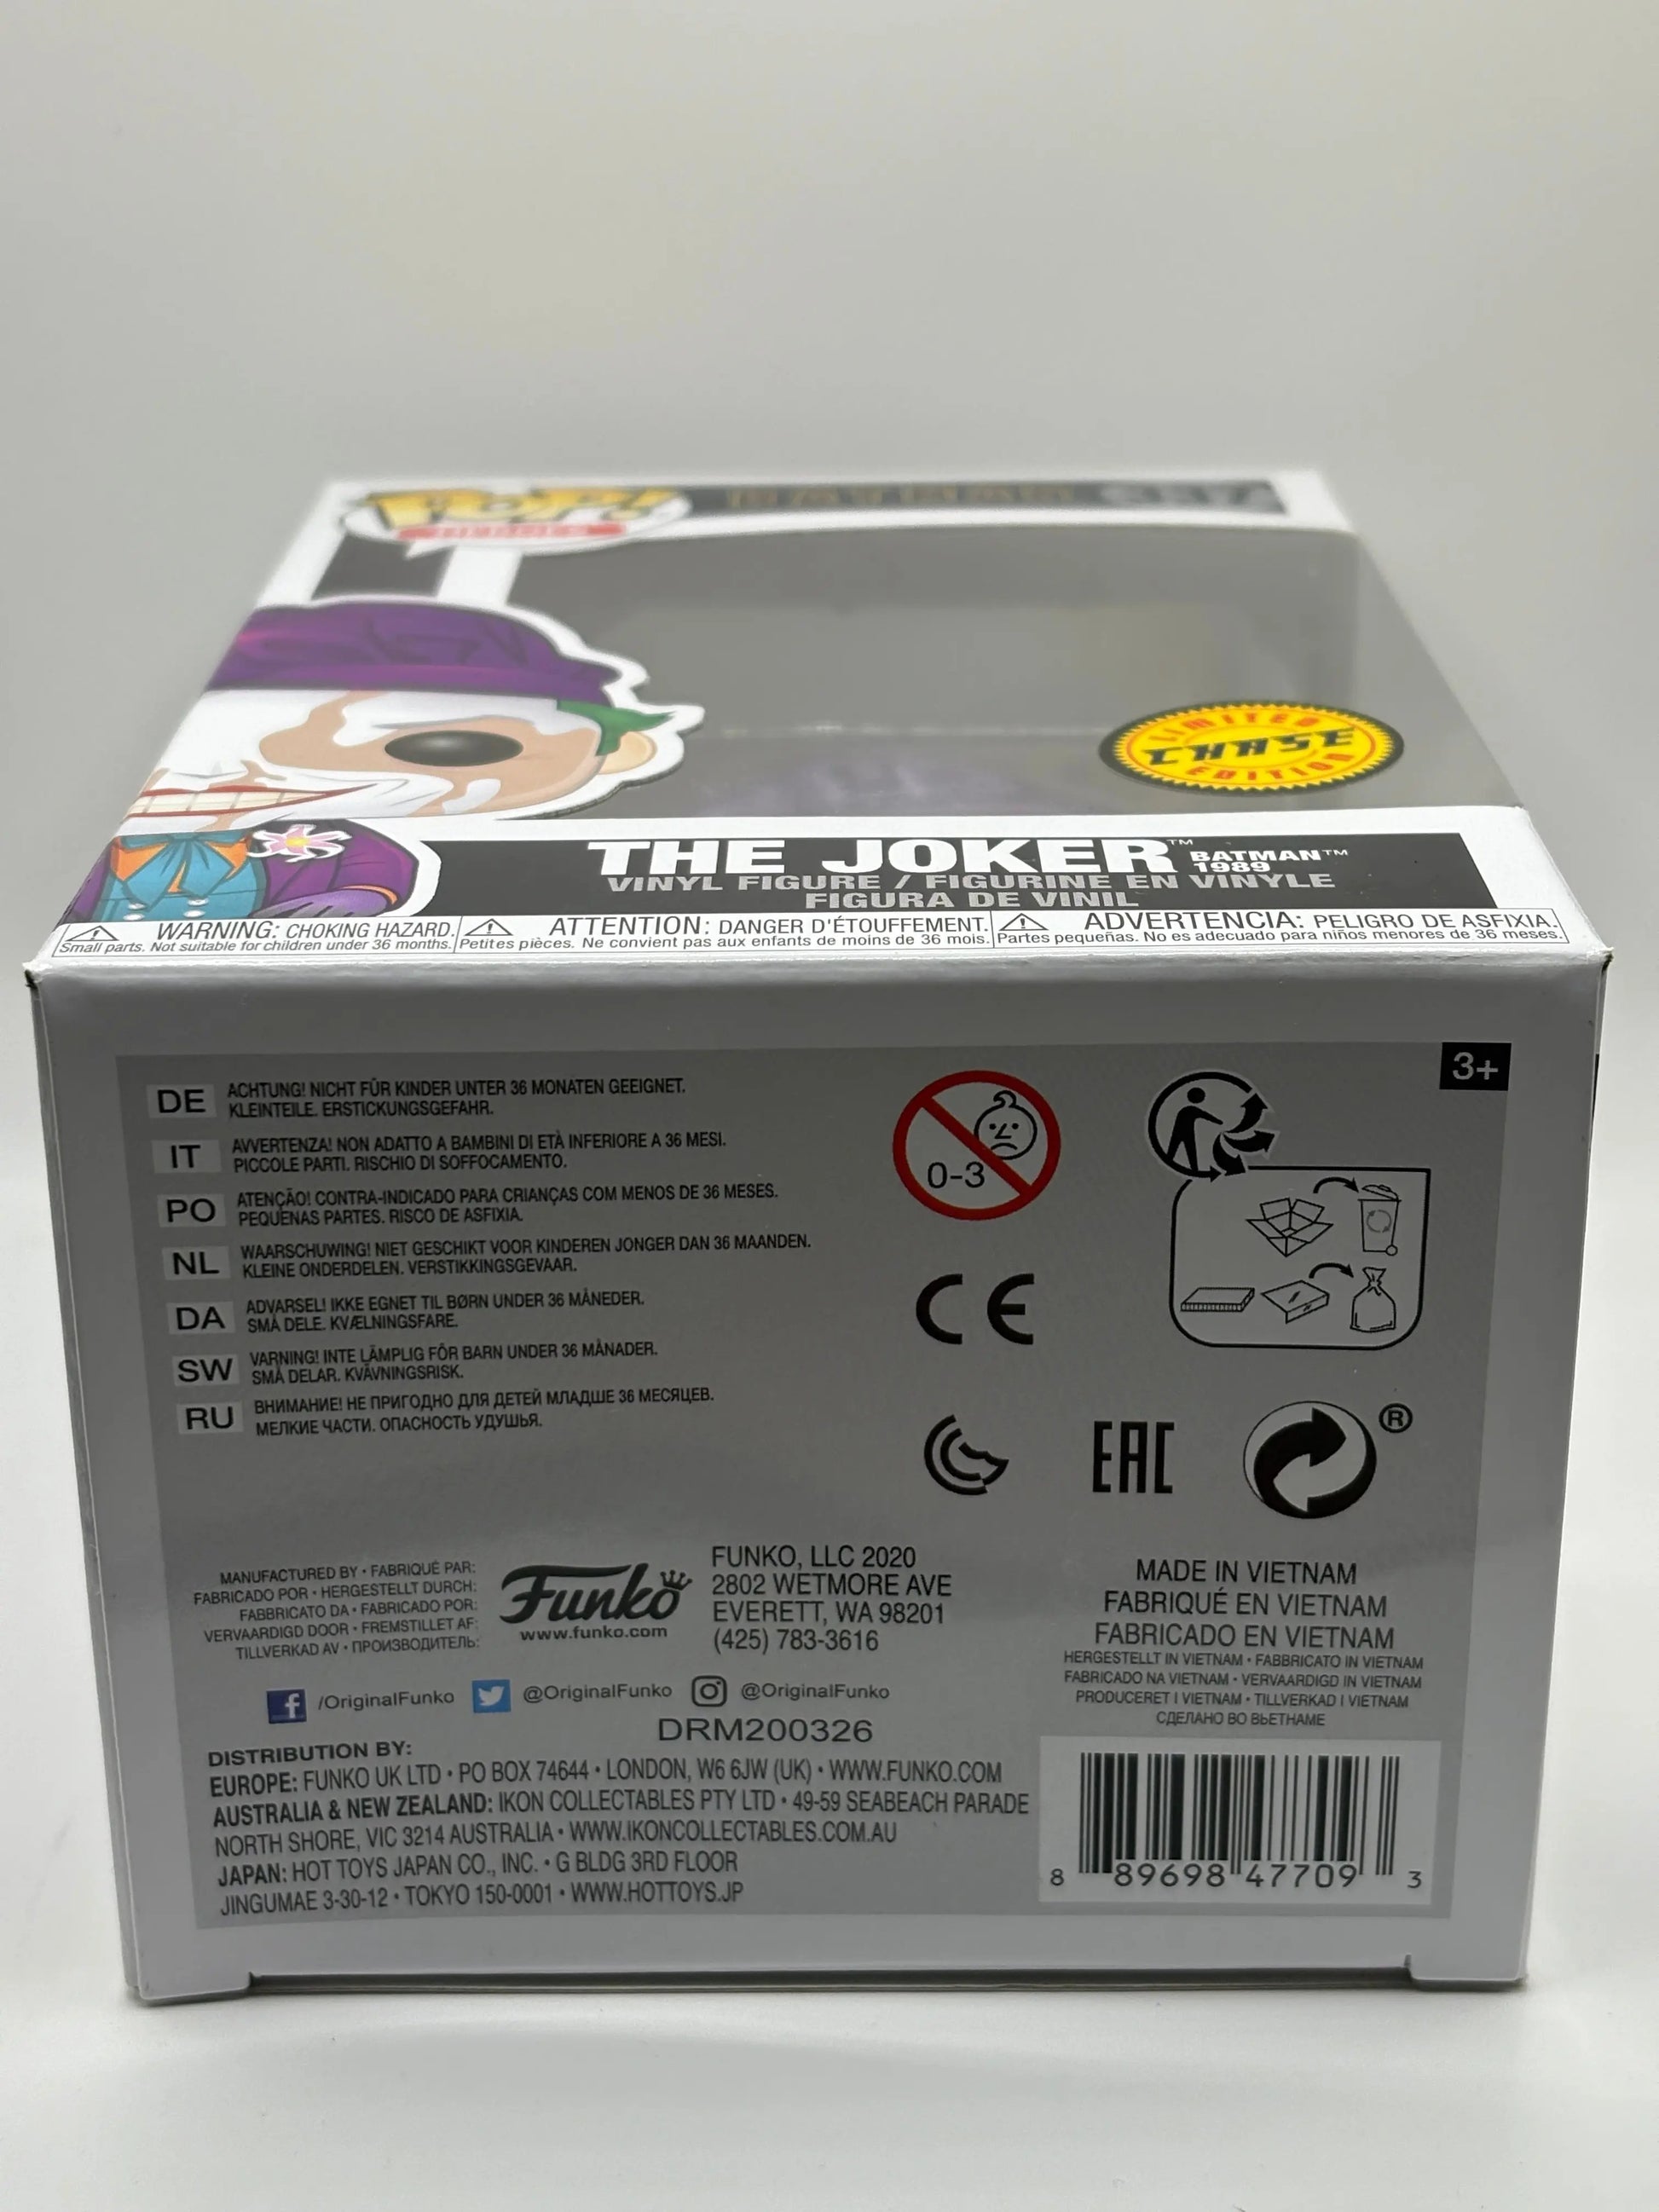 POP!
HEROES
BATMAN 337
LIMITED
CHASE
EDITION
THE JOKER™ BATMAN™
1989
VINYL FIGURE / FIGURINE EN VINYLE
FIGURA DE VINIL
WARNING: CHOKING HAZARD.
Small parts. Not suitable for children under 36 months.
ATTENTION: DANGER D'ÉTOUFFEMENT.
Petites pièces. Ne convient pas aux enfants de moins de 36 mois.
ADVERTENCIA: PELIGRO DE ASFIXIA.
Partes pequeñas. No es adecuado para niños menores de 36 meses.
3+
DE ACHTUNG! NICHT FÜR KINDER UNTER 36 MONATEN GEEIGNET.
KLEINTEILE. ERSTICKUNGSGEFAHR.
IT AVVERTENZA! NON ADATTO A BAMBINI DI ETÀ INFERIORE A 36 MESI.
PICCOLE PARTI. RISCHIO DI SOFFOCAMENTO.
PO ATENÇÃO! CONTRA-INDICADO PARA CRIANÇAS COM MENOS DE 36 MESES.
PEQUENAS PARTES. RISCO DE ASFIXIA.
NL WAARSCHUWING! NIET GESCHIKT VOOR KINDEREN JONGER DAN 36 MAANDEN.
KLEINE ONDERDELEN. VERSTIKKINGSGEVAAR.
DA ADVARSEL! IKKE EGNET TIL BØRN UNDER 36 MÅNEDER.
SMÅ DELE. KVÆLNINGSFARE.
SW VARNING! INTE LÄMPLIG FÖR BARN UNDER 36 MÅNADER.
SMÅ DELAR. KVÄVNINGSRISK.
RU ВНИМАНИЕ! НЕ ПРИГОДНО ДЛЯ ДЕТЕЙ МЛАДШЕ 36 МЕСЯЦЕВ.
МЕЛКИЕ ЧАСТИ. ОПАСНОСТЬ УДУШЬЯ.
0-3
CE
EAC
®
MANUFACTURED BY • FABRIQUÉ PAR:
FABRICADO POR • HERGESTELLT DURCH:
FABBRICATO DA • FABRICADO POR:
VERVAARDIGD DOOR • FREMSTILLET AF:
TILLVERKAD AV • ПРОИЗВОДИТЕЛЬ:
Funko
www.funko.com
FUNKO, LLC 2020
2802 WETMORE AVE
EVERETT, WA 98201
(425) 783-3616
MADE IN VIETNAM
FABRIQUÉ EN VIETNAM
FABRICADO EN VIETNAM
HERGESTELLT IN VIETNAM • FABBRICATO IN VIETNAM
FABRICADO NA VIETNAM • VERVAARDIGD IN VIETNAM
PRODUCERET I VIETNAM • TILLVERKAD I VIETNAM
СДЕЛАНО ВО ВЬЕТНАМЕ
/OriginalFunko @OriginalFunko @OriginalFunko
DRM200326
DISTRIBUTION BY:
EUROPE: FUNKO UK LTD • PO BOX 74644 • LONDON, W6 6JW (UK) • WWW.FUNKO.COM
AUSTRALIA & NEW ZEALAND: IKON COLLECTABLES PTY LTD • 49-59 SEABEACH PARADE
NORTH SHORE, VIC 3214 AUSTRALIA • WWW.IKONCOLLECTABLES.COM.AU
JAPAN: HOT TOYS JAPAN CO., INC. • G BLDG 3RD FLOOR
JINGUMAE 3-30-12 • TOKYO 150-0001 • WWW.HOTTOYS.JP
8 89698 47709 3